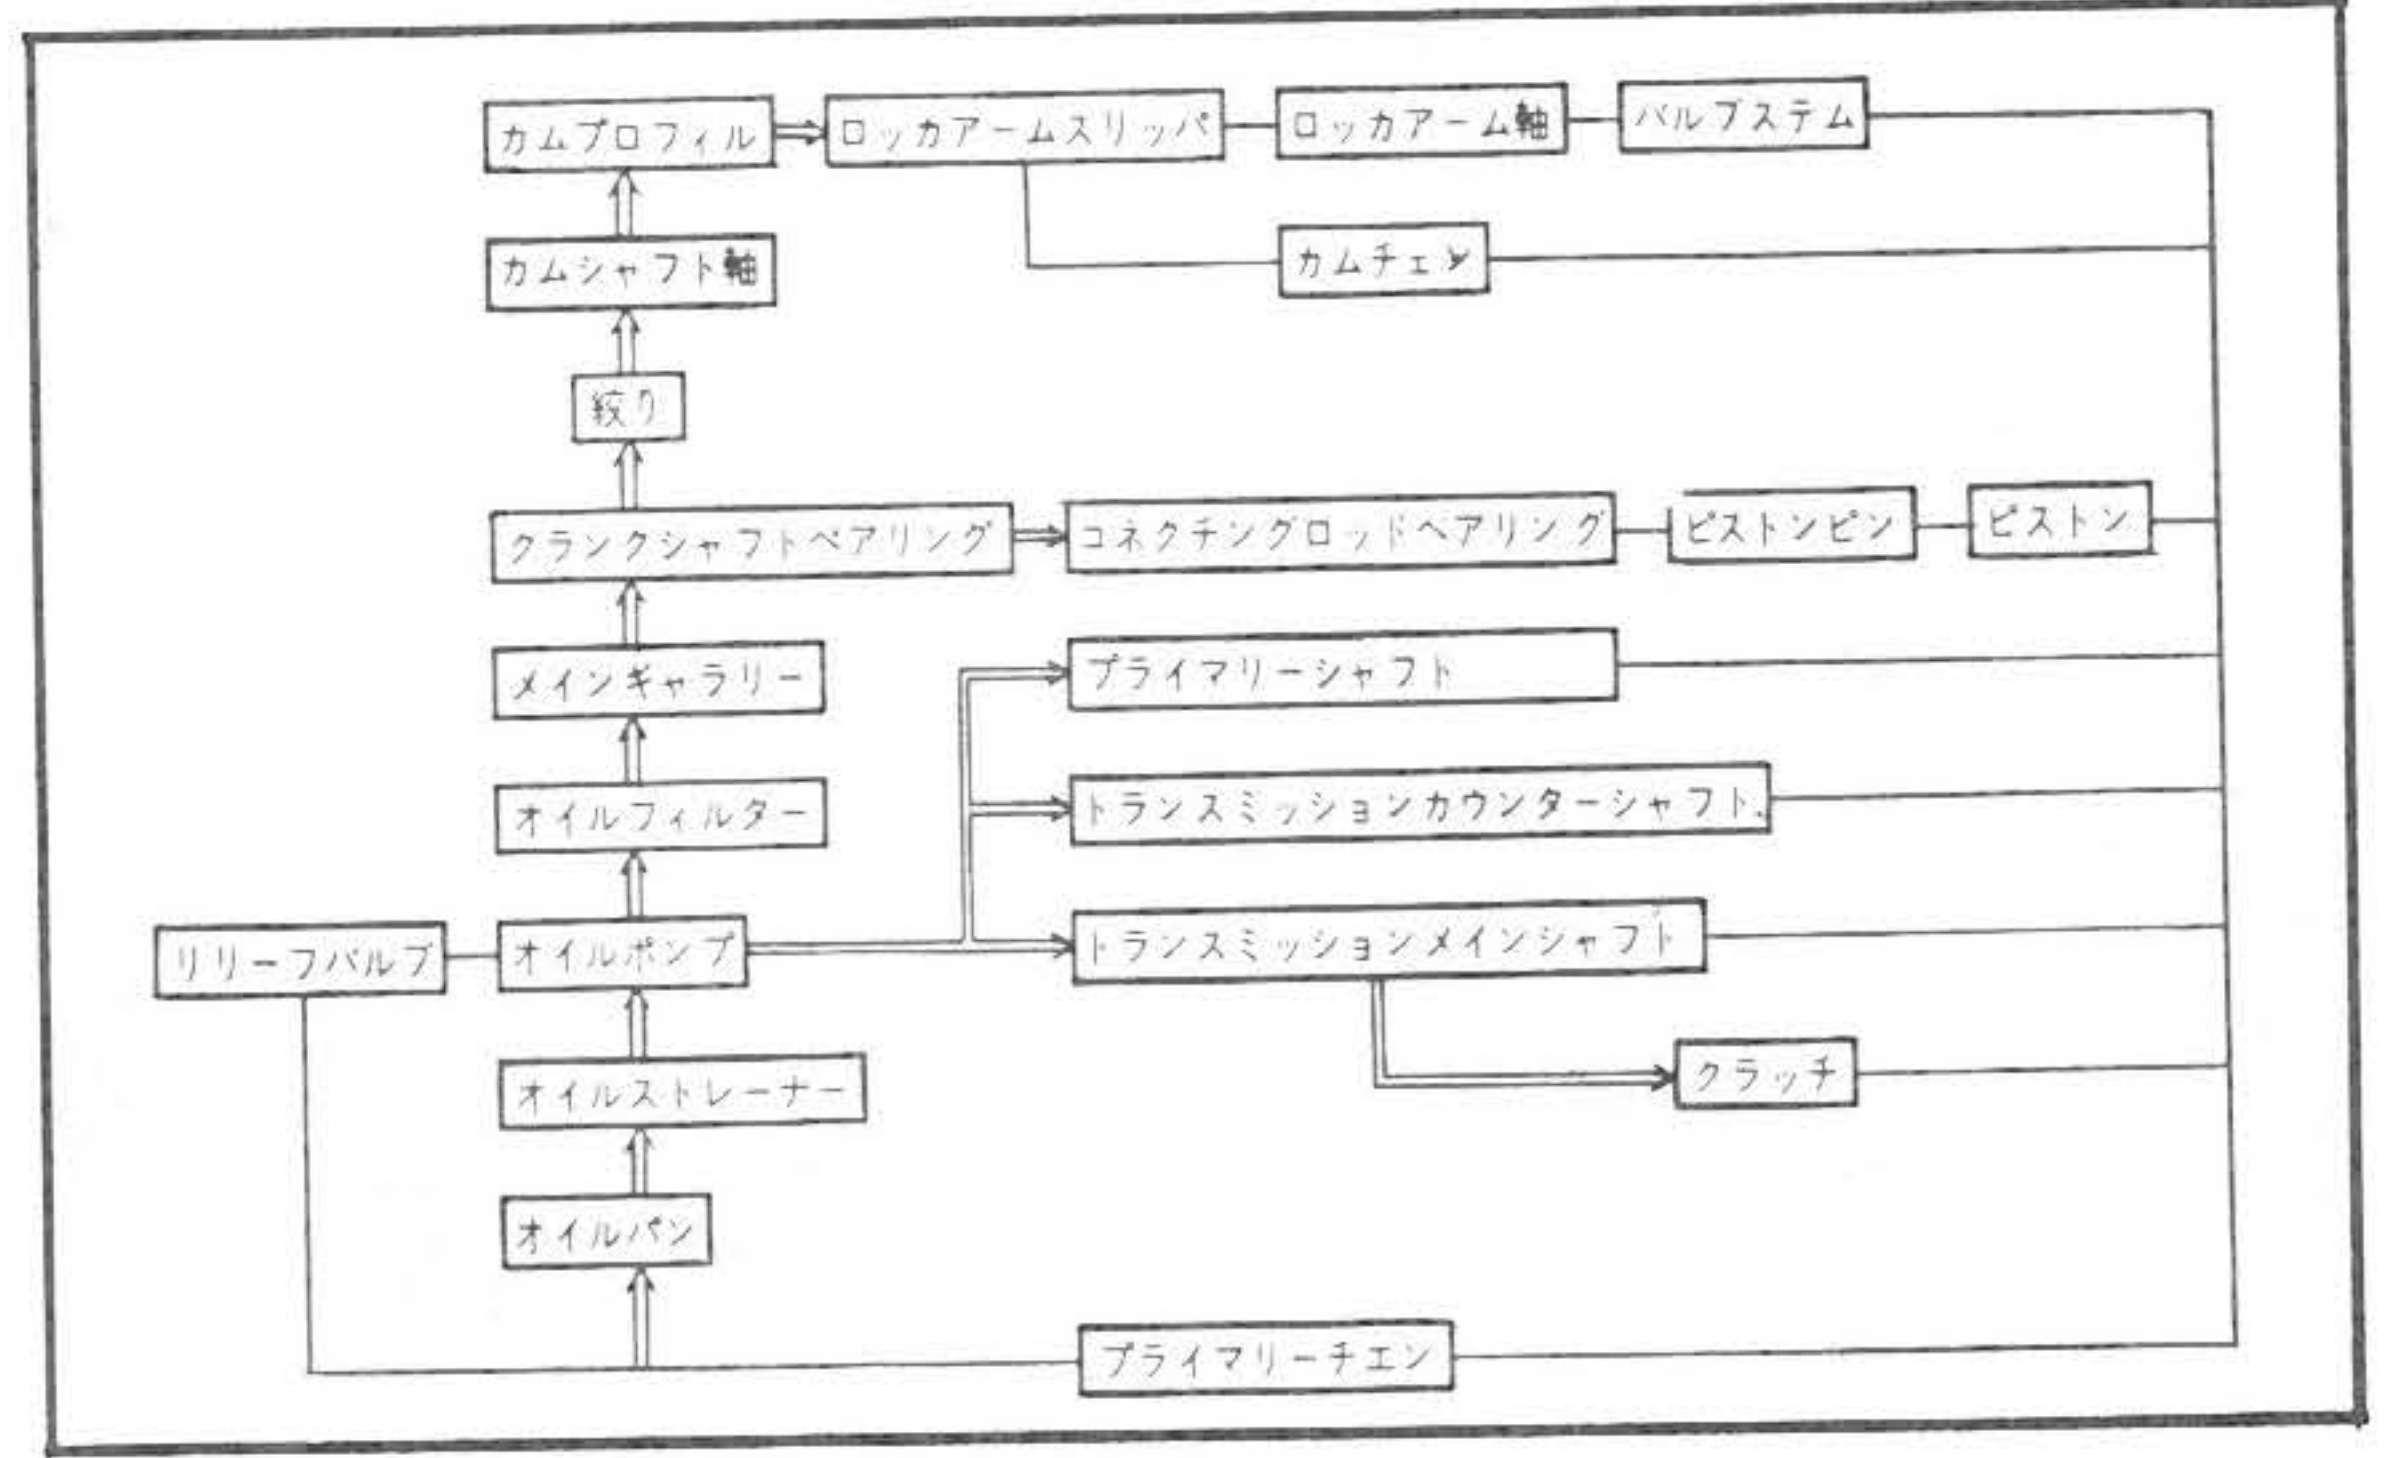 カムプロフィル
ロッカアームスリッパ
ロッカアーム軸
バルブステム
カムシャフト軸
カムチェン
絞り
クランクシャフトベアリング
コネクチングロッドベアリング
ピストンピン
ピストン
メインギャラリー
プライマリーシャフト
オイルフィルター
トランスミッションカウンターシャフト
リリーフバルブ
オイルポンプ
トランスミッションメインシャフト
オイルストレーナー
クラッチ
オイルパン
プライマリーチエン